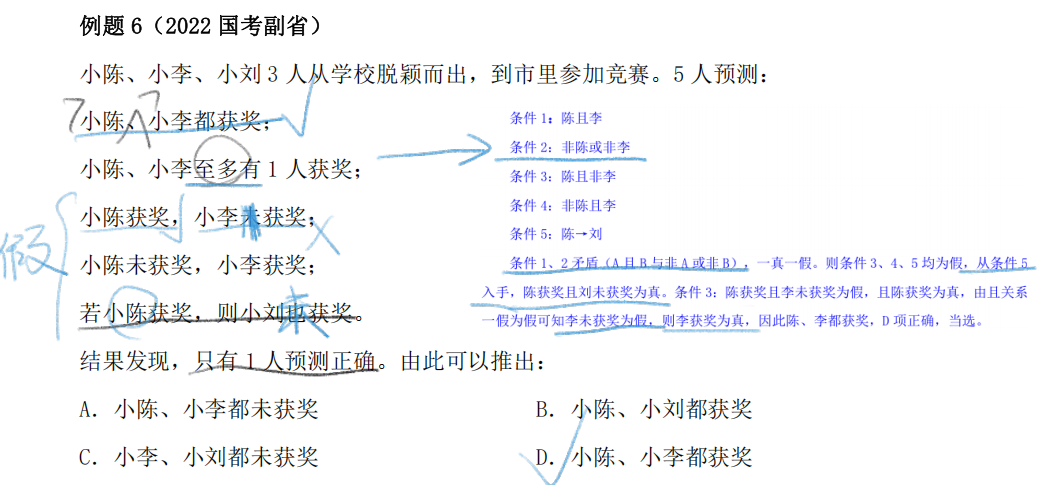 例题 6（2022 国考副省）
小陈、小李、小刘 3 人从学校脱颖而出，到市里参加竞赛。5 人预测：
小陈、小李都获奖；
小陈、小李至多有 1 人获奖；
小陈获奖，小李未获奖；
小陈未获奖，小李获奖；
若小陈获奖，则小刘也获奖。
假
未
结果发现，只有 1 人预测正确。由此可以推出：
A. 小陈、小李都未获奖
B. 小陈、小刘都获奖
C. 小李、小刘都未获奖
D. 小陈、小李都获奖
条件 1：陈且李
条件 2：非陈或非李
条件 3：陈且非李
条件 4：非陈且李
条件 5：陈→刘
条件 1、2 矛盾（A 且 B 与非 A 或非 B），一真一假。则条件 3、4、5 均为假，从条件 5
入手，陈获奖且刘未获奖为真。条件 3：陈获奖且李未获奖为假，且陈获奖为真，由且关系
一假为假可知李未获奖为假，则李获奖为真，因此陈、李都获奖，D 项正确，当选。